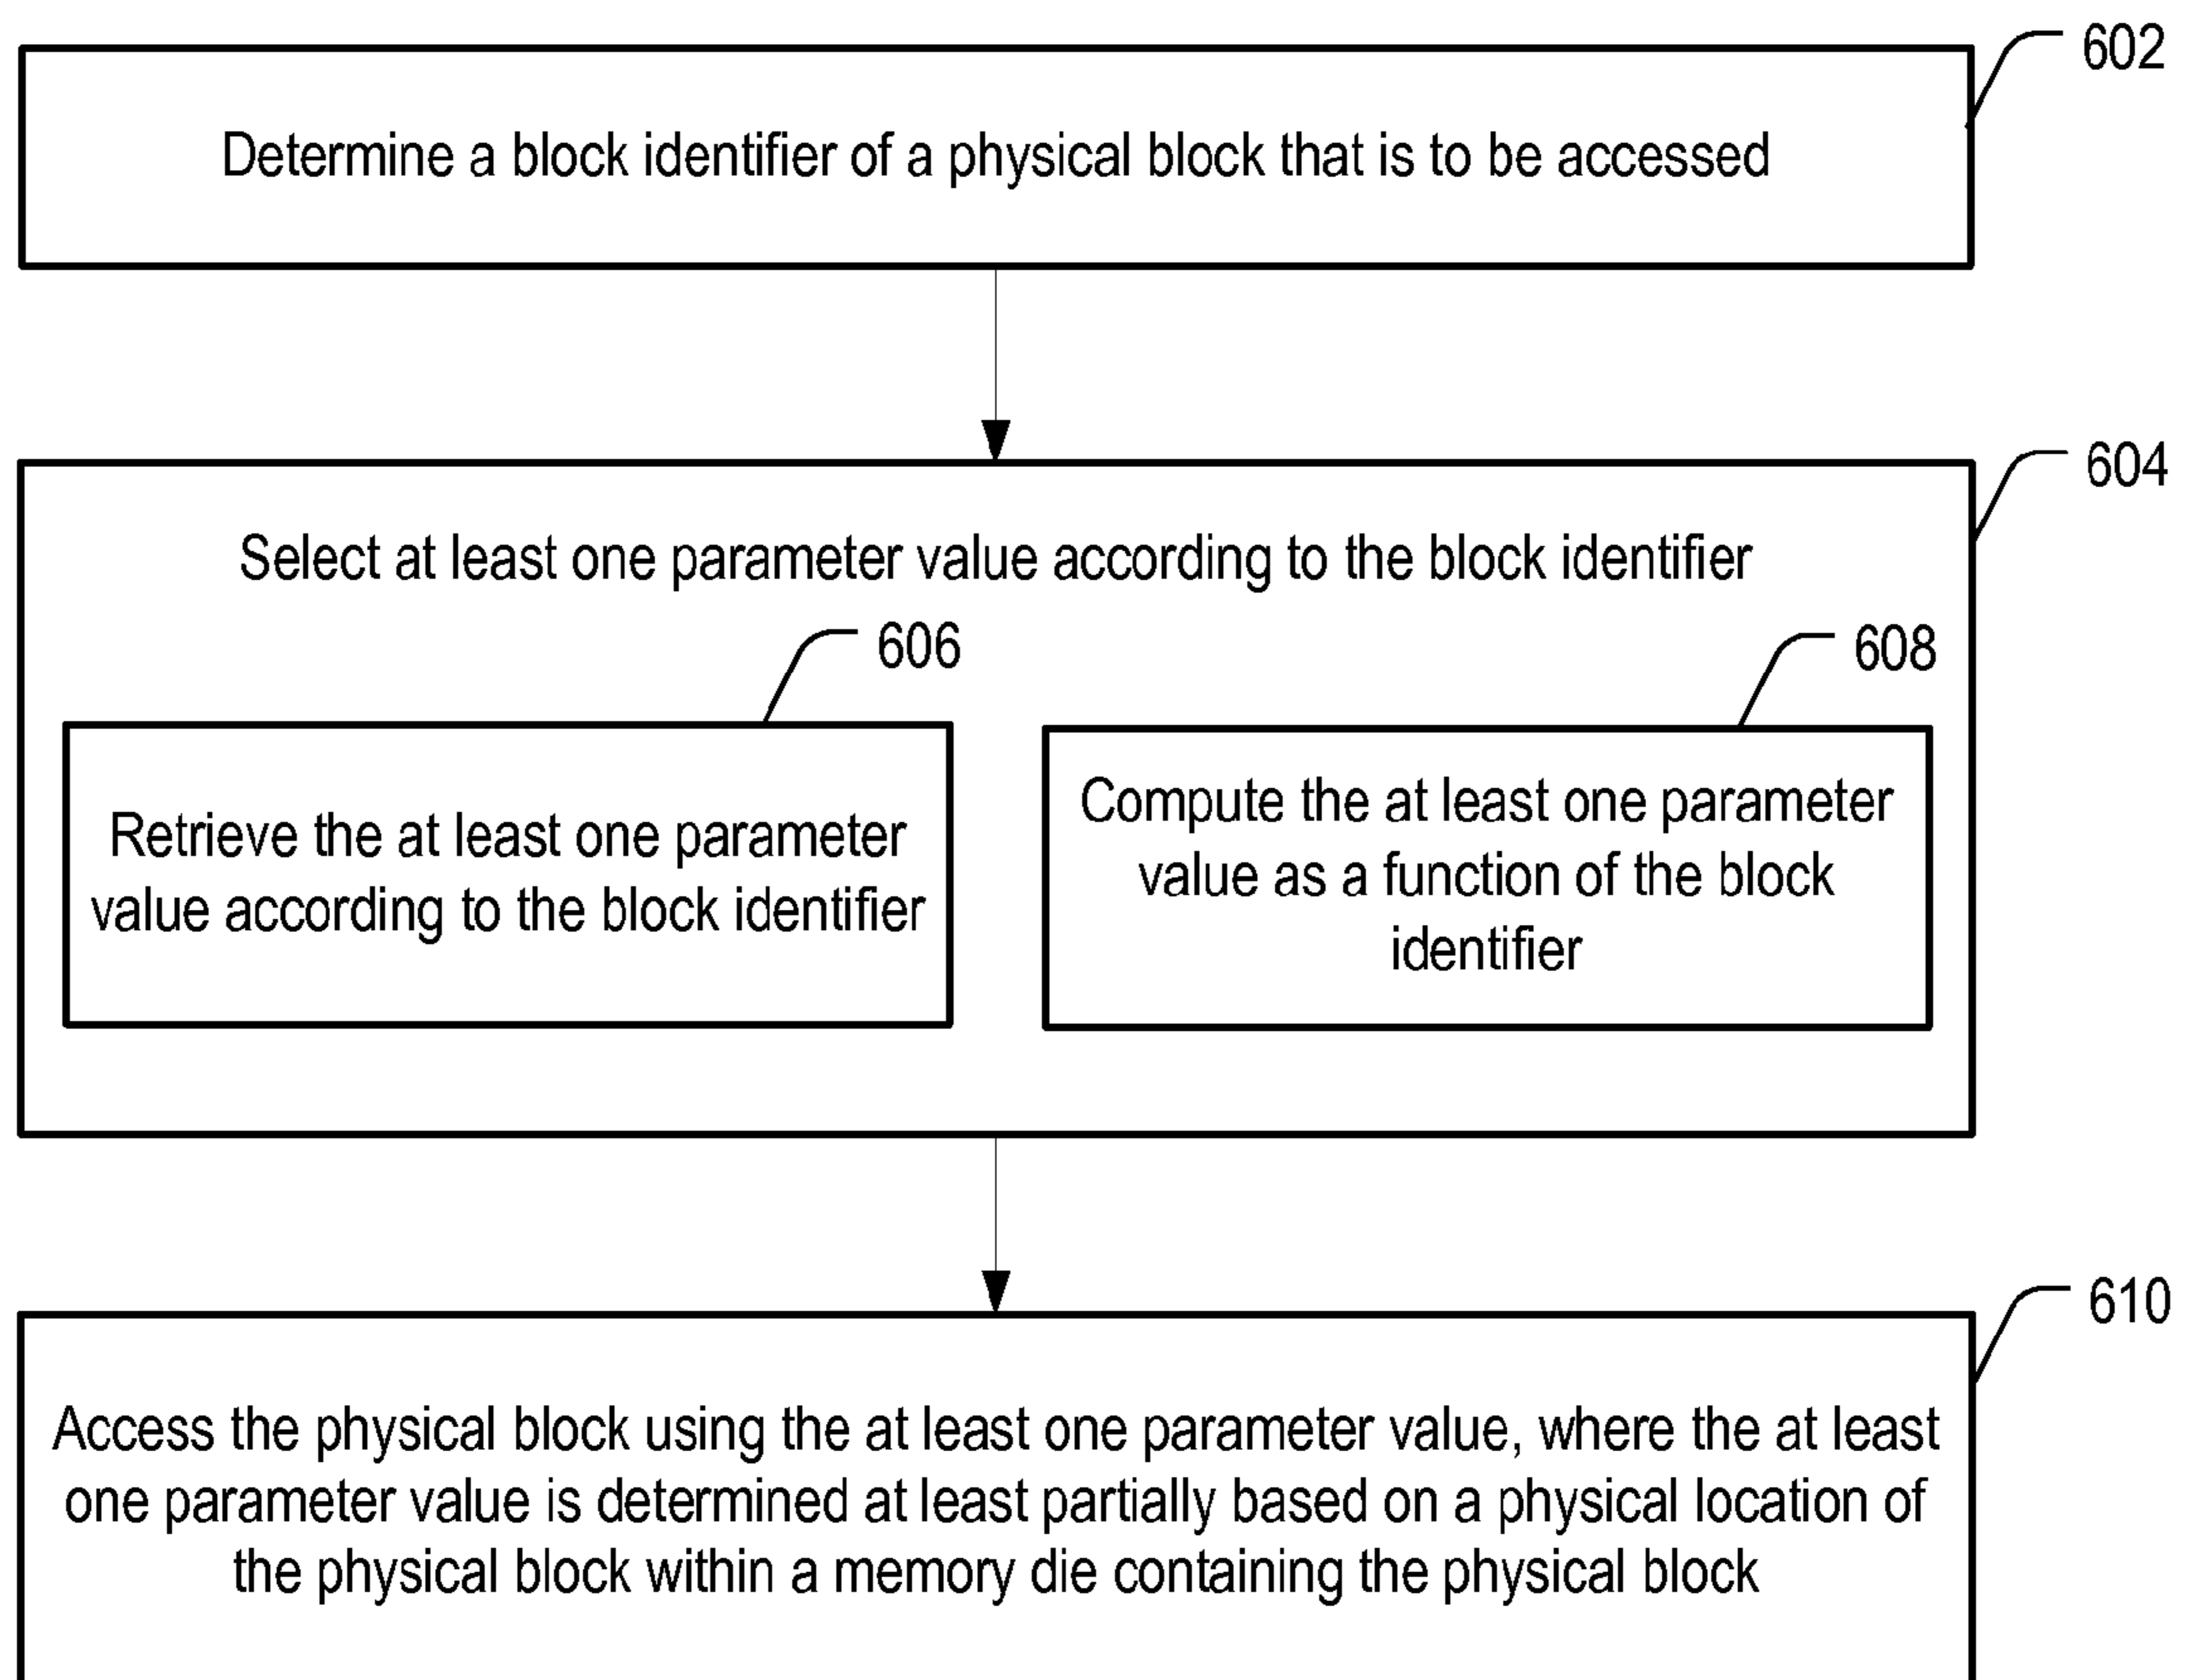 602
Determine a block identifier of a physical block that is to be accessed
604
Select at least one parameter value according to the block identifier
606
608
Retrieve the at least one parameter
value according to the block identifier
Compute the at least one parameter
value as a function of the block
identifier
610
Access the physical block using the at least one parameter value, where the at least
one parameter value is determined at least partially based on a physical location of
the physical block within a memory die containing the physical block